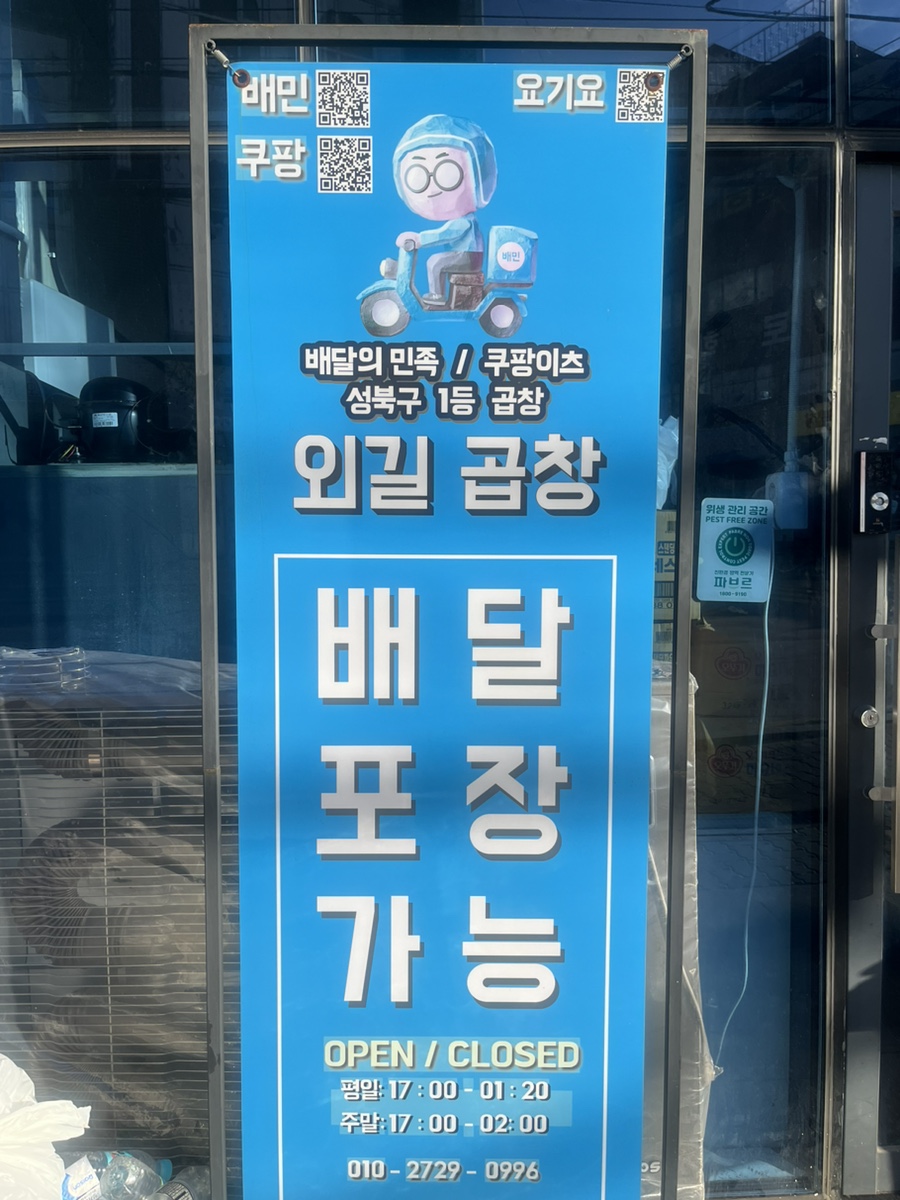 배민
요기요
쿠팡
배민
배달의 민족 / 쿠팡이츠
성북구 1등 곱창
외길 곱창
배달
포장
가능
OPEN / CLOSED
평일: 17 : 00 - 01 : 20
주말: 17 : 00 - 02: 00
010 - 2729 - 0996
위생 관리 공간
PEST FREE ZONE
파브르